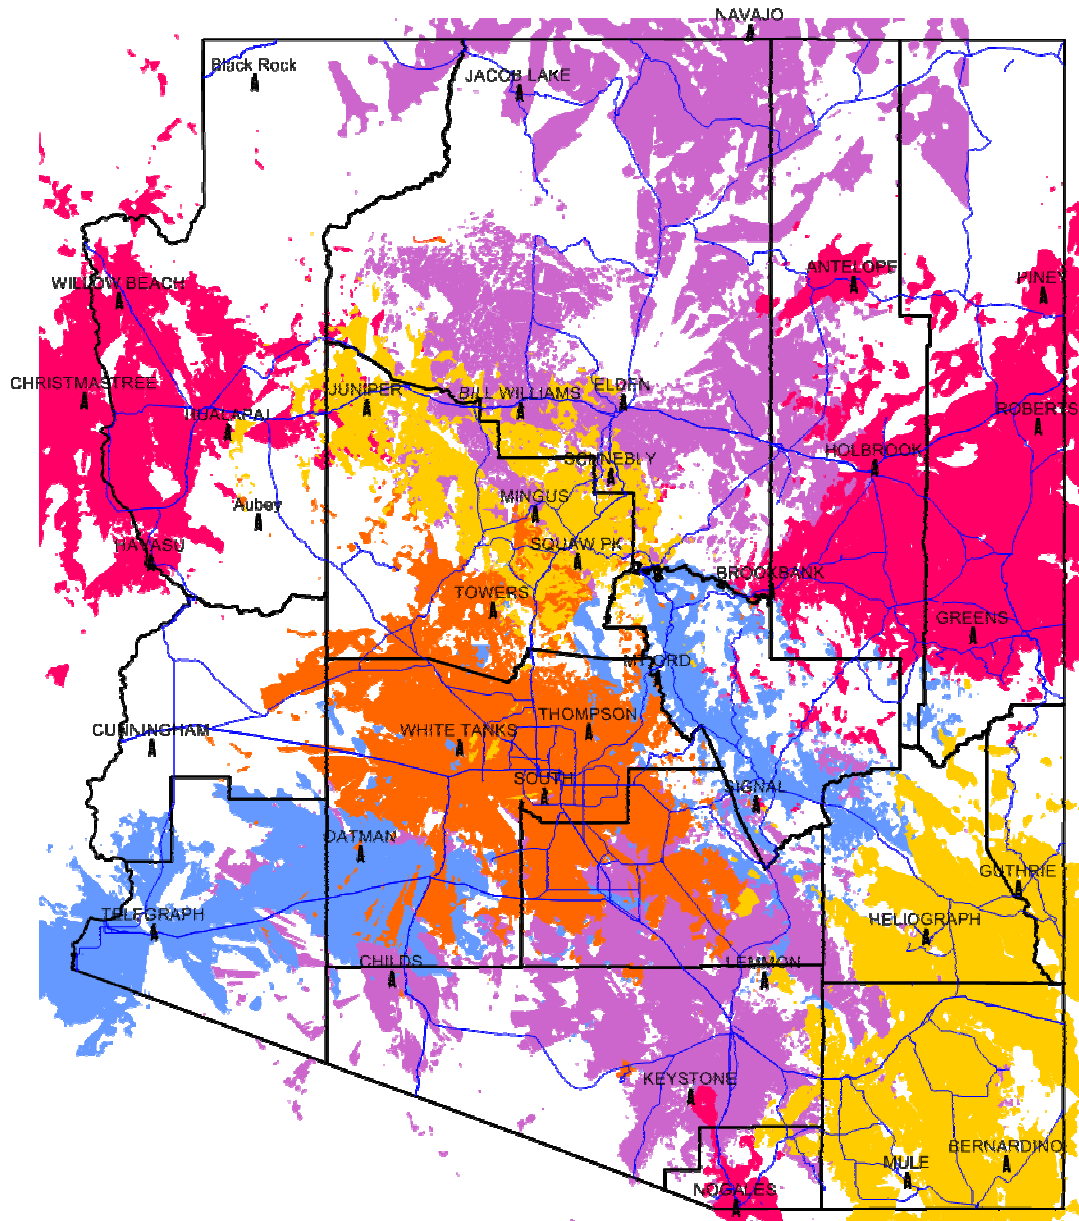 NAVAJO
Black Rock
JACOB LAKE
ANTELOPE
PINEY
WILLOW BEACH
CHRISTMASTREE
JUNIPER
BILL WILLIAMS
ELDEN
HUALAPAI
ROBERTS
HOLBROOK
SCHNEBLY
Aubey
MINGUS
HAVASU
SQUAW PK
BROOKBANK
TOWERS
GREENS
MT ORD
CUNNINGHAM
WHITE TANKS
THOMPSON
SOUTH
SIGNAL
OATMAN
GUTHRIE
TELEGRAPH
HELIOGRAPH
CHILDS
LEMMON
KEYSTONE
BERNARDINO
MULE
NOGALES